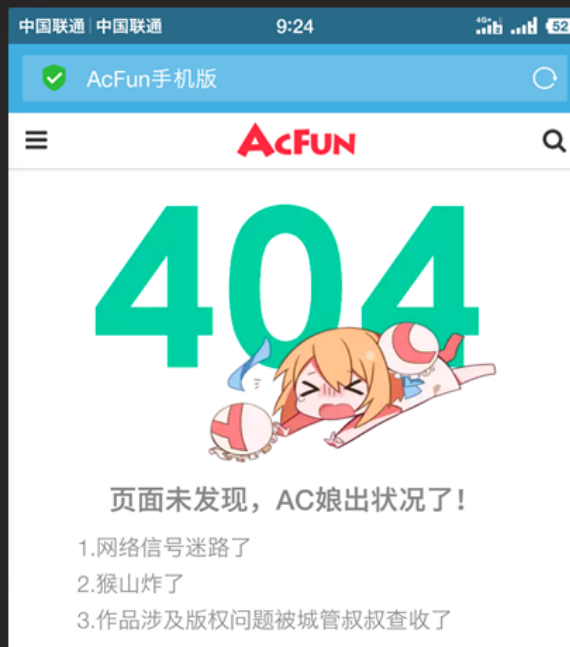 中国联通 中国联通 9:24 4G+ 52
AcFun手机版
ACFUN
404
页面未发现，AC娘出状况了！
1.网络信号迷路了
2.猴山炸了
3.作品涉及版权问题被城管叔叔查收了